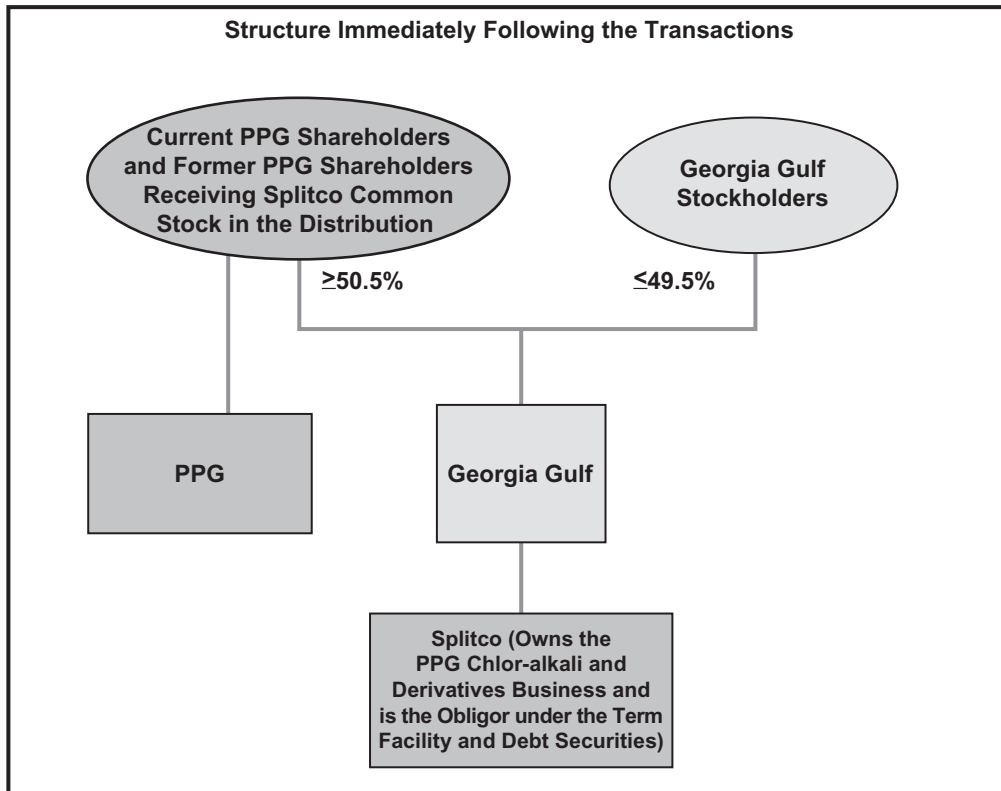 Structure Immediately Following the Transactions
Current PPG Shareholders
and Former PPG Shareholders
Receiving Splitco Common
Stock in the Distribution
Georgia Gulf
Stockholders
≥50.5%
≤49.5%
PPG
Georgia Gulf
Splitco (Owns the
PPG Chlor-alkali and
Derivatives Business and
is the Obligor under the Term
Facility and Debt Securities)